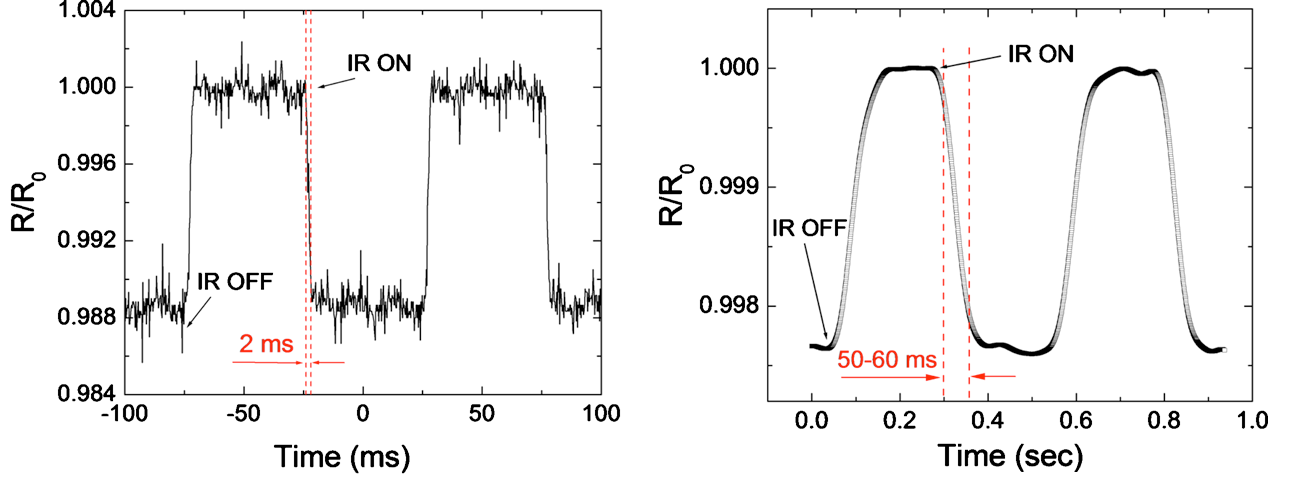 1.004
1.000
0.996
0.992
0.988
0.984
R/R0
IR ON
IR OFF
2 ms
-100
-50
0
50
100
Time (ms)
1.000
0.999
0.998
R/R0
IR ON
IR OFF
50-60 ms
0.0
0.2
0.4
0.6
0.8
1.0
Time (sec)